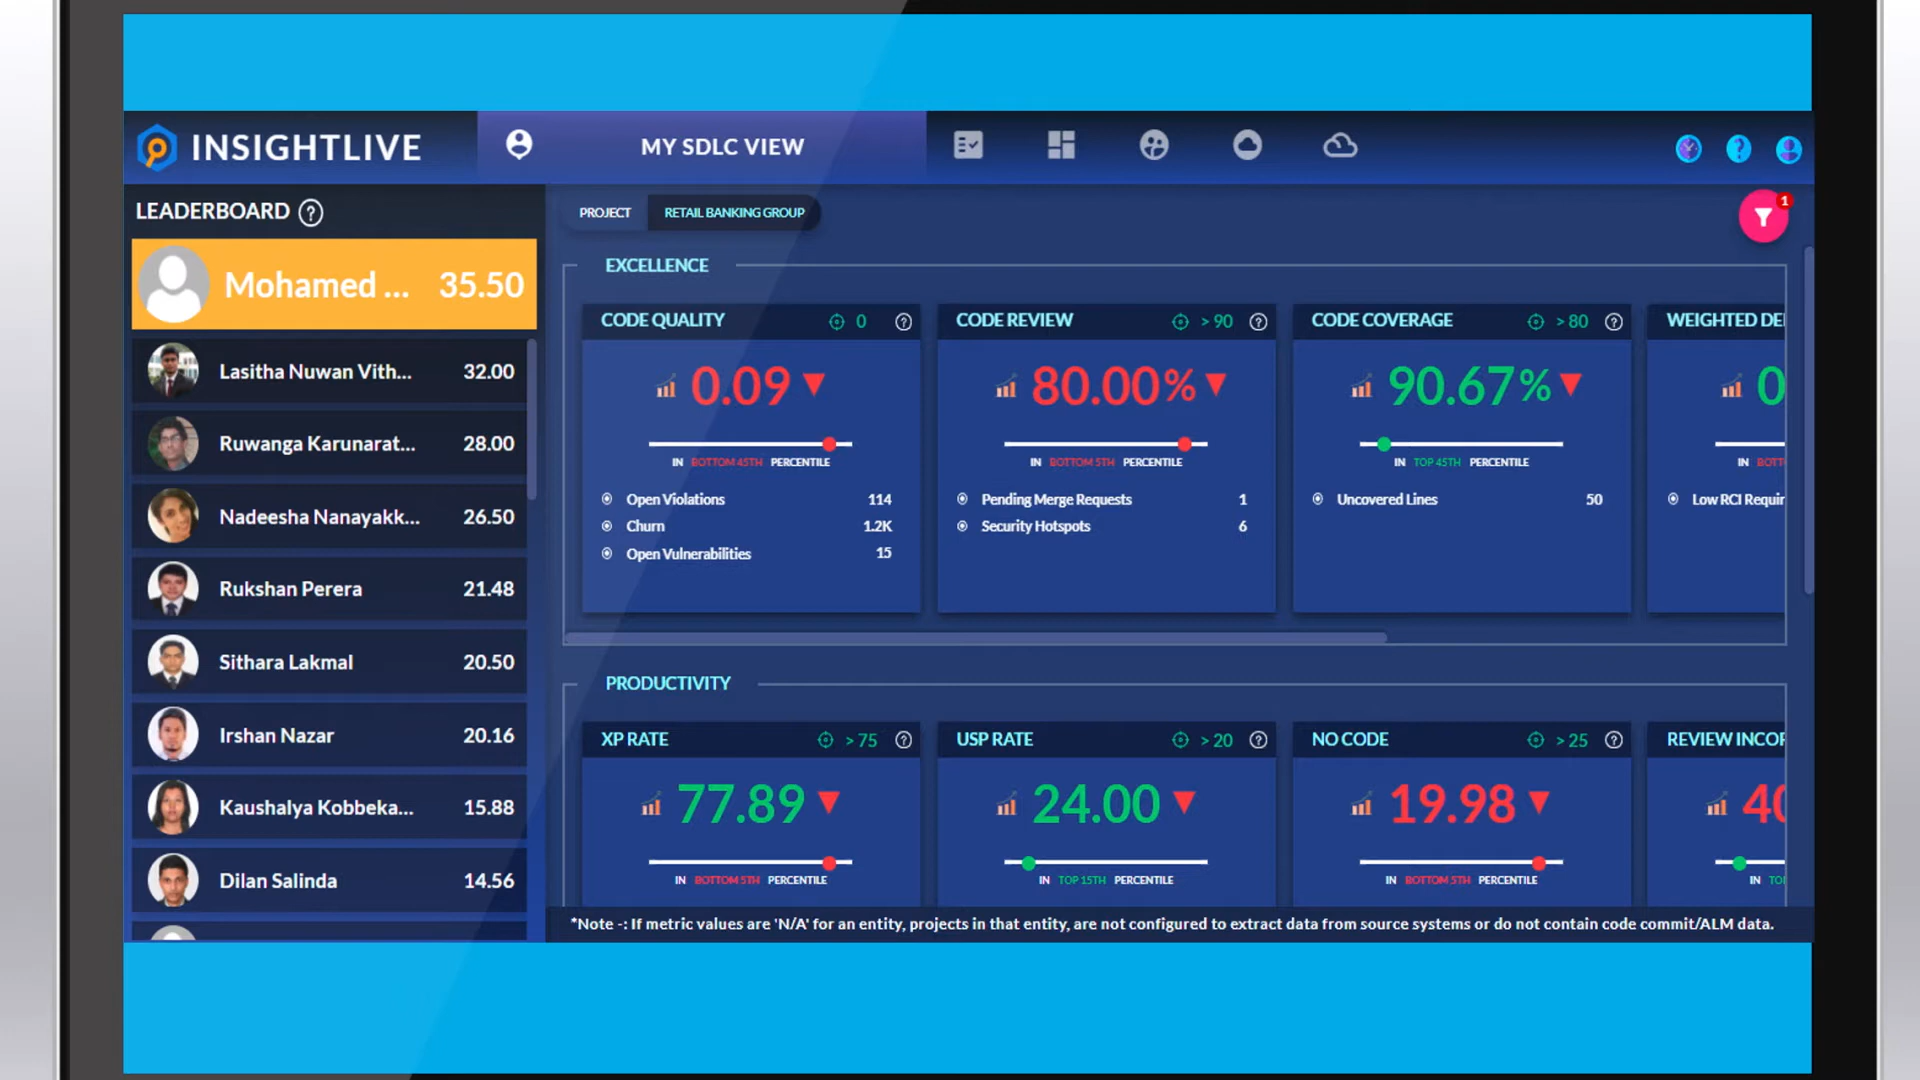 INSIGHTLIVE
MY SDLC VIEW
LEADERBOARD ?
PROJECT
RETAIL BANKING GROUP
1
Mohamed ... 35.50
Lasitha Nuwan Vith... 32.00
Ruwanga Karunarat... 28.00
Nadeesha Nanayakk... 26.50
Rukshan Perera 21.48
Sithara Lakmal 20.50
Irshan Nazar 20.16
Kaushalya Kobbeka... 15.88
Dilan Salinda 14.56
EXCELLENCE
CODE QUALITY 0 ?
0.09
IN BOTTOM 45TH PERCENTILE
Open Violations 114
Churn 1.2K
Open Vulnerabilities 15
CODE REVIEW > 90 ?
80.00%
IN BOTTOM 5TH PERCENTILE
Pending Merge Requests 1
Security Hotspots 6
CODE COVERAGE > 80 ?
90.67%
IN TOP 45TH PERCENTILE
Uncovered Lines 50
WEIGHTED
0
IN
Low RCI
PRODUCTIVITY
XP RATE > 75 ?
77.89
IN BOTTOM 5TH PERCENTILE
USP RATE > 20 ?
24.00
IN TOP 15TH PERCENTILE
NO CODE > 25 ?
19.98
IN BOTTOM 5TH PERCENTILE
REVIEW
40
IN
*Note -: If metric values are 'N/A' for an entity, projects in that entity, are not configured to extract data from source systems or do not contain code commit/ALM data.